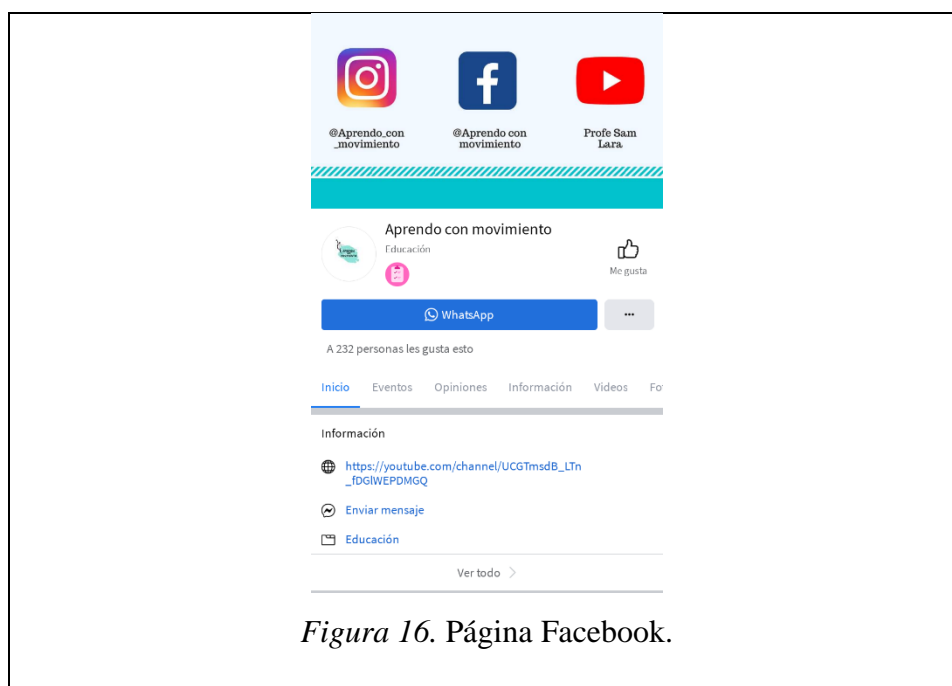 @Aprendo_con
_movimiento
@Aprendo con
movimiento
Profe Sam
Lara
Aprendo con movimiento
Educación
Me gusta
WhatsApp
A 232 personas les gusta esto
Inicio Eventos Opiniones Información Videos Fo
Información
https://youtube.com/channel/UCGTmsdB_LTn
_fDGlWEPDMGQ
Enviar mensaje
Educación
Ver todo
Figura 16. Página Facebook.